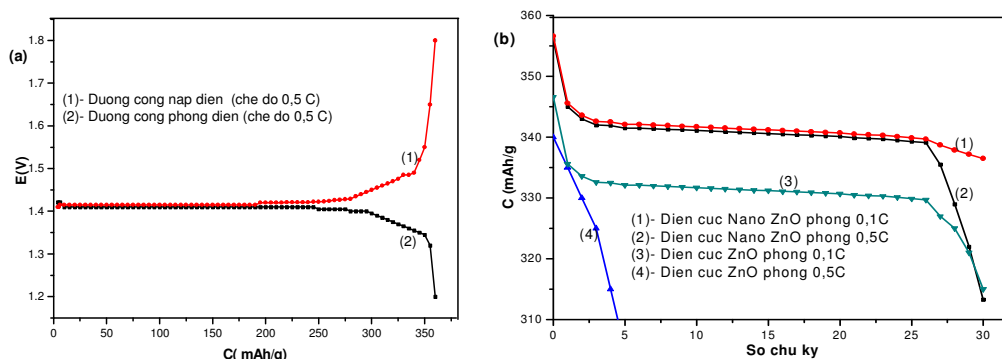 (a)
1.8
1.7
1.6
1.5
1.4
1.3
1.2
E(V)
(1)- Duong cong nap dien (che do 0,5 C)
(2)- Duong cong phong dien (che do 0,5 C)
(1)
(2)
0 50 100 150 200 250 300 350 400
C( mAh/g)
(b)
360
350
340
330
320
310
C (mAh/g)
(1)
(2)
(3)
(4)
(1)- Dien cuc Nano ZnO phong 0,1C
(2)- Dien cuc Nano ZnO phong 0,5C
(3)- Dien cuc ZnO phong 0,1C
(4)- Dien cuc ZnO phong 0,5C
0 5 10 15 20 25 30
So chu ky